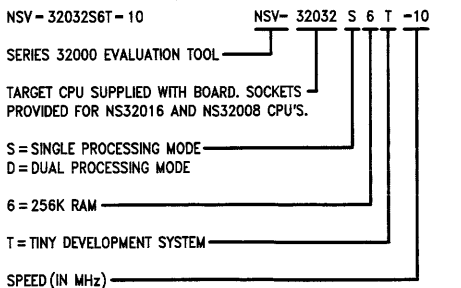 NSV-32032S6T-10 NSV- 32032 S 6 T -10
SERIES 32000 EVALUATION TOOL
TARGET CPU SUPPLIED WITH BOARD. SOCKETS
PROVIDED FOR NS32016 AND NS32008 CPU'S.
S = SINGLE PROCESSING MODE
D = DUAL PROCESSING MODE
6 = 256K RAM
T = TINY DEVELOPMENT SYSTEM
SPEED (IN MHz)